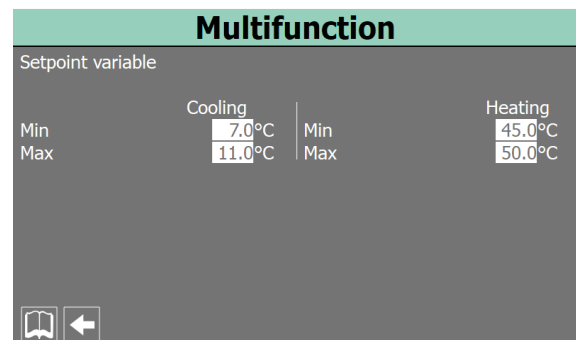 Multifunction
Setpoint variable
Cooling Heating
Min 7.0°C Min 45.0°C
Max 11.0°C Max 50.0°C